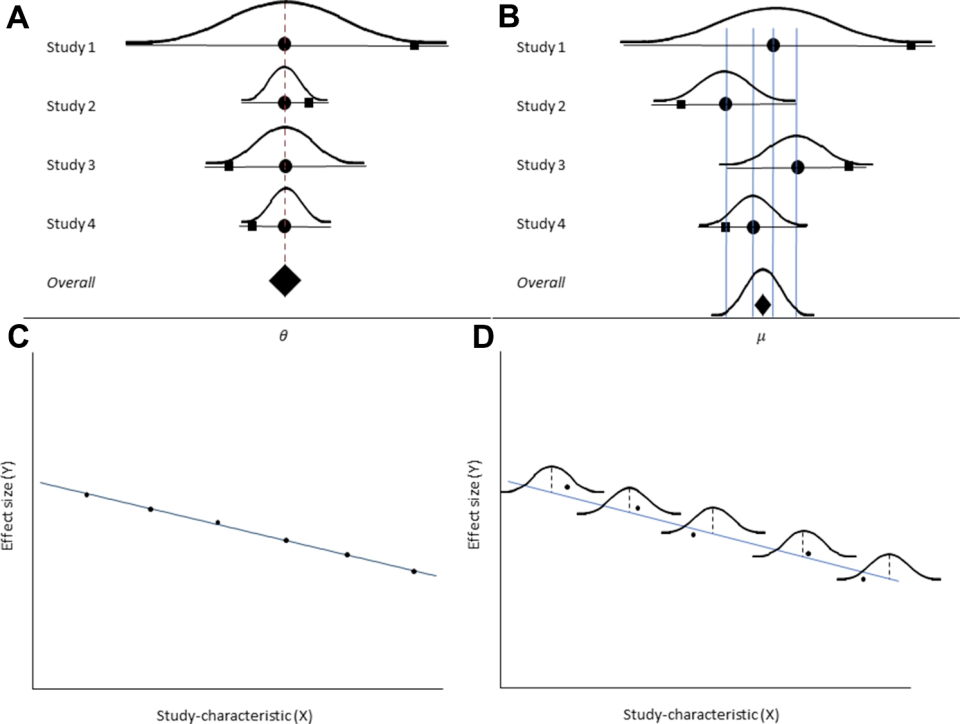 A
Study 1
Study 2
Study 3
Study 4
Overall
θ
B
Study 1
Study 2
Study 3
Study 4
Overall
μ
C
Effect size (Y)
Study-characteristic (X)
D
Effect size (Y)
Study-characteristic (X)